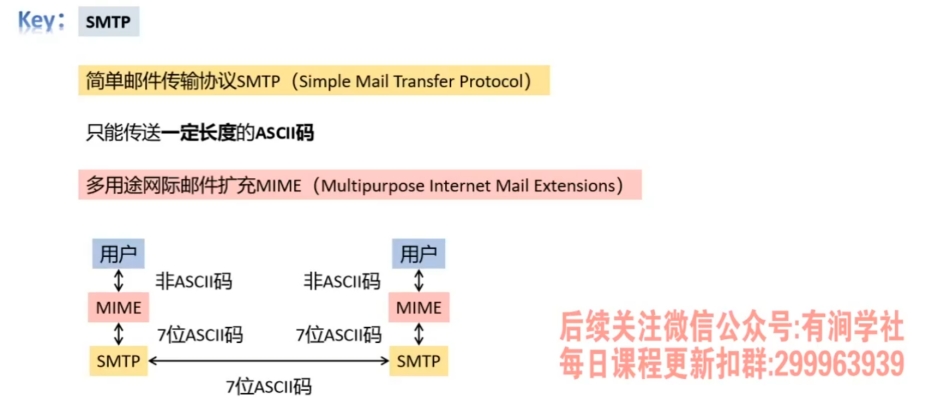 Key： SMTP
简单邮件传输协议SMTP（Simple Mail Transfer Protocol）
只能传送一定长度的ASCII码
多用途网际邮件扩充MIME（Multipurpose Internet Mail Extensions）
用户 用户
非ASCII码 非ASCII码
MIME MIME
7位ASCII码 7位ASCII码
SMTP SMTP
7位ASCII码
后续关注微信公众号:有涧学社
每日课程更新扣群:299963939